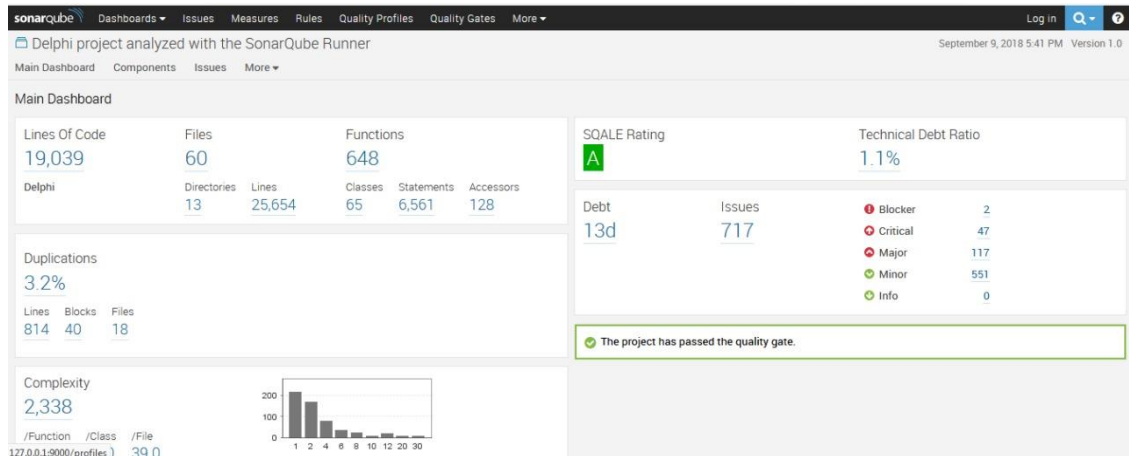 sonarqube Dashboards Issues Measures Rules Quality Profiles Quality Gates More Log in ?
Delphi project analyzed with the SonarQube Runner September 9, 2018 5:41 PM Version 1.0
Main Dashboard Components Issues More
Main Dashboard
Lines Of Code Files Functions
19,039 60 648
Delphi Directories Lines Classes Statements Accessors
13 25,654 65 6,561 128
Duplications
3.2%
Lines Blocks Files
814 40 18
Complexity
2,338
/Function /Class /File
39.0
200
100
0
1 2 4 6 8 10 12 20 30
SQALE Rating Technical Debt Ratio
A 1.1%
Debt Issues
13d 717
Blocker 2
Critical 47
Major 117
Minor 551
Info 0
The project has passed the quality gate.
127.0.0.1:9000/profiles